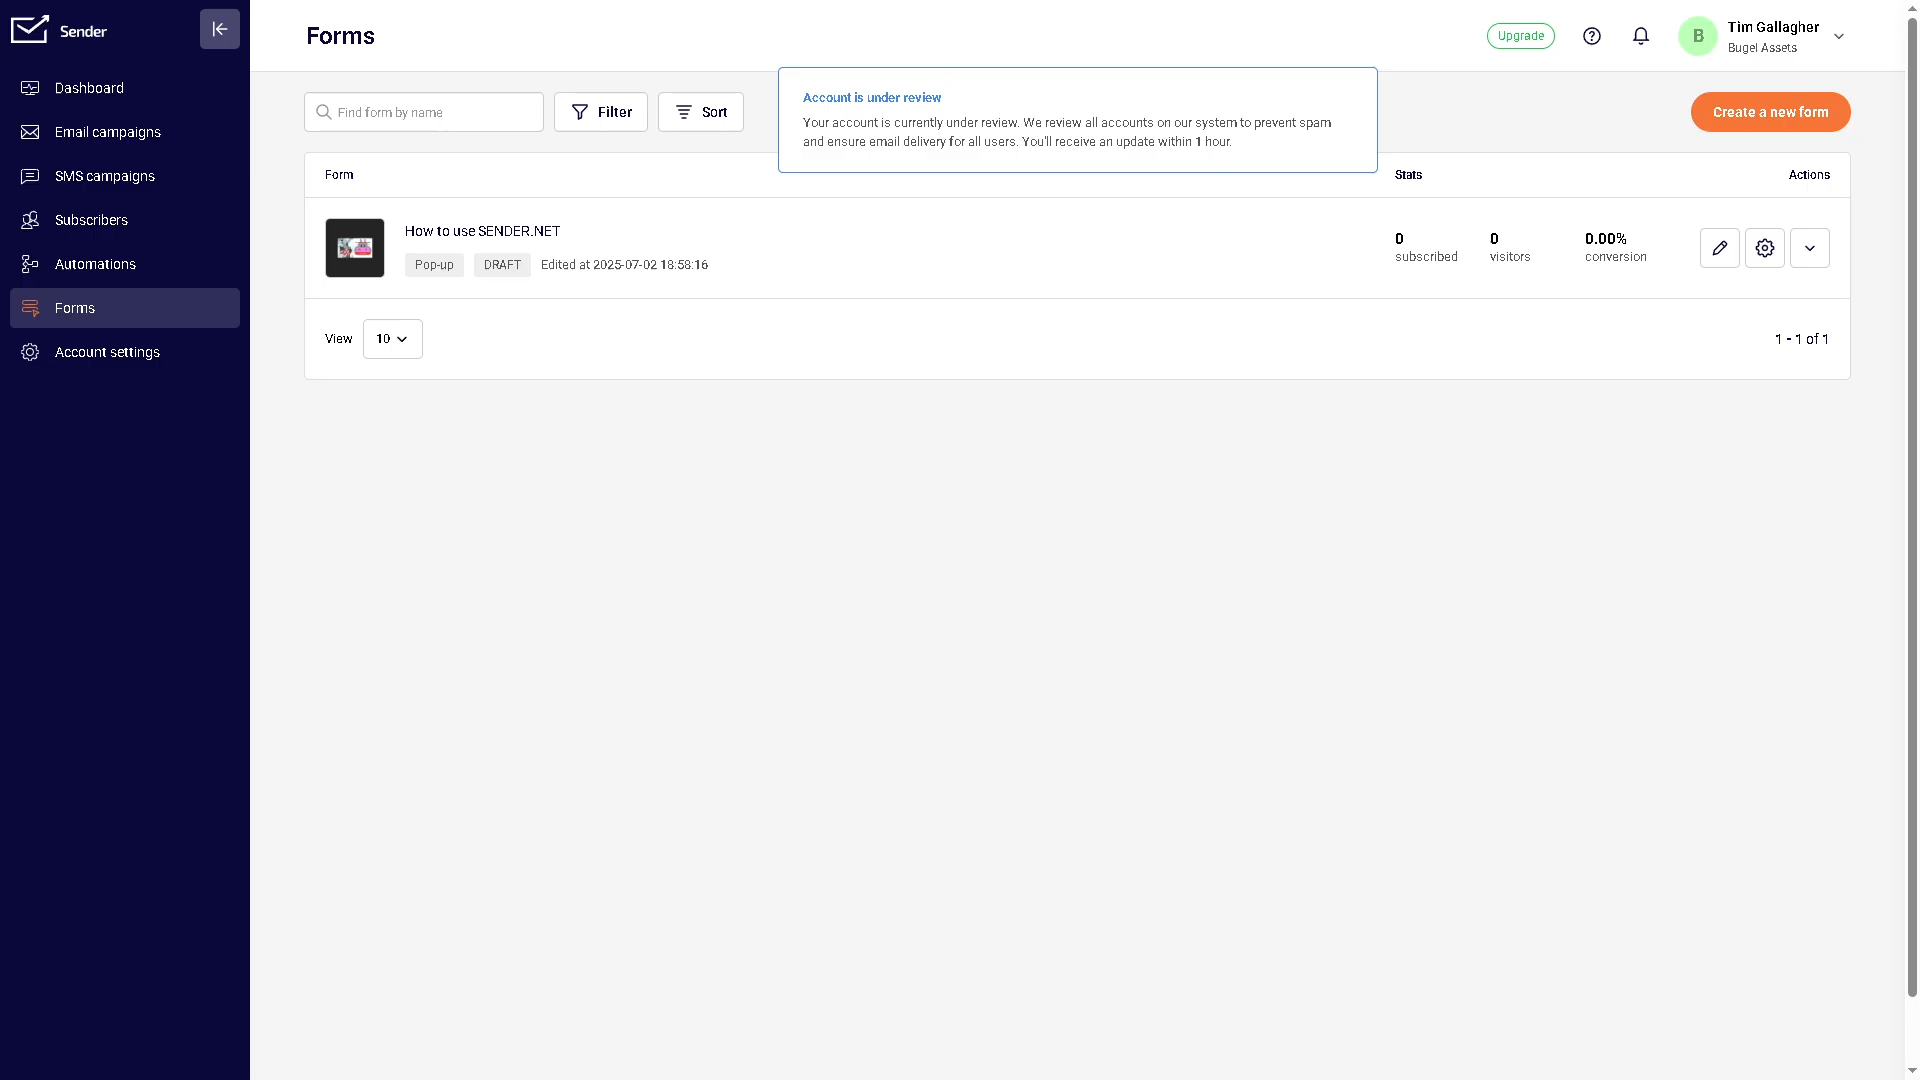 Sender
Dashboard
Email campaigns
SMS campaigns
Subscribers
Automations
Forms
Account settings
Forms
Upgrade
B
Tim Gallagher
Bugel Assets
Find form by name
Filter
Sort
Account is under review
Your account is currently under review. We review all accounts on our system to prevent spam
and ensure email delivery for all users. You'll receive an update within 1 hour.
Create a new form
Form
Stats
Actions
How to use SENDER.NET
Pop-up
DRAFT
Edited at 2025-07-02 18:58:16
0
subscribed
0
visitors
0.00%
conversion
View
10
1 - 1 of 1